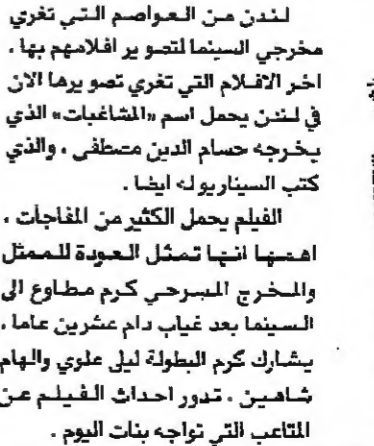 لندن من العواصم التي تغري
مخرجي السينما لتصوير افلامهم بها .
اخر الافلام التي تغري تصويرها الان
في لندن يحمل اسم «المشاغبات» الذي
يخرجه حسام الدين مصطفى ، والذي
كتب السيناريو له ايضا .
الفيلم يحمل الكثير من المفاجآت ،
اهمها انها تمثل العودة للممثل
والمخرج المسرحي كرم مطاوع الى
السينما بعد غياب دام عشرين عاما .
يشارك كرم البطولة ليلى علوي والهام
شاهين . تدور احداث الفيلم عن
المتاعب التي تواجه بنات اليوم .